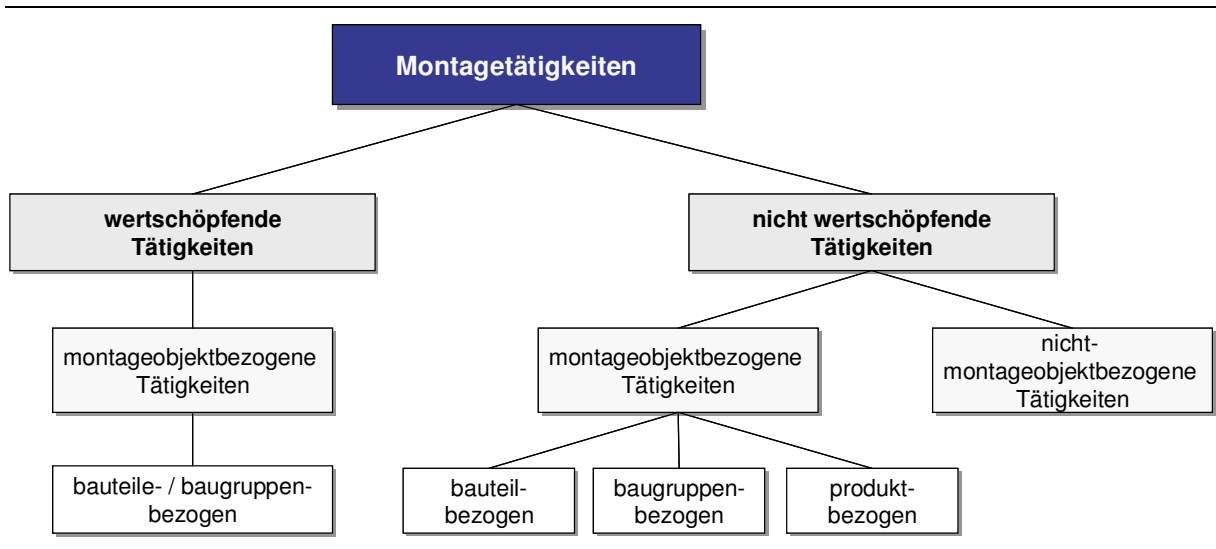 Montagetätigkeiten
wertschöpfende
Tätigkeiten
nicht wertschöpfende
Tätigkeiten
montageobjektbezogene
Tätigkeiten
montageobjektbezogene
Tätigkeiten
nicht-
montageobjektbezogene
Tätigkeiten
bauteile- / baugruppen-
bezogen
bauteil-
bezogen
baugruppen-
bezogen
produkt-
bezogen